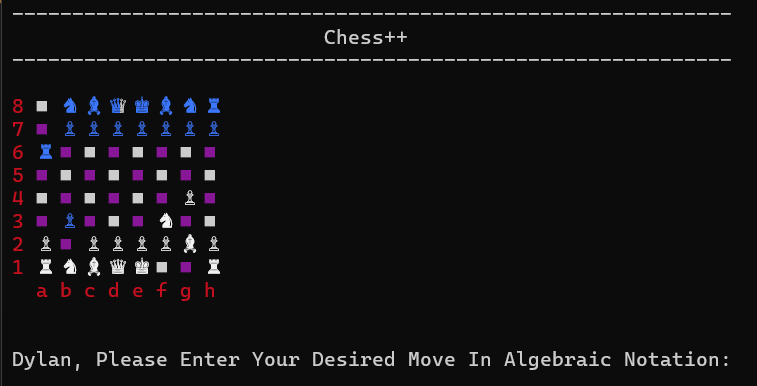 Chess++
8 ■ ♞ ♝ ♛ ♚ ♝ ♞ ♜
7 ■ ♙ ♙ ♙ ♙ ♙ ♙ ♙
6 ♜ ■ ■ ■ ■ ■ ■ ■
5 ■ ■ ■ ■ ■ ■ ■ ■
4 ■ ■ ■ ■ ■ ■ ♙ ■
3 ■ ♙ ■ ■ ■ ♞ ■ ■
2 ♙ ■ ♙ ♙ ♙ ♙ ♝ ♙
1 ♜ ♞ ♝ ♛ ♚ ■ ■ ♜
a b c d e f g h
Dylan, Please Enter Your Desired Move In Algebraic Notation: